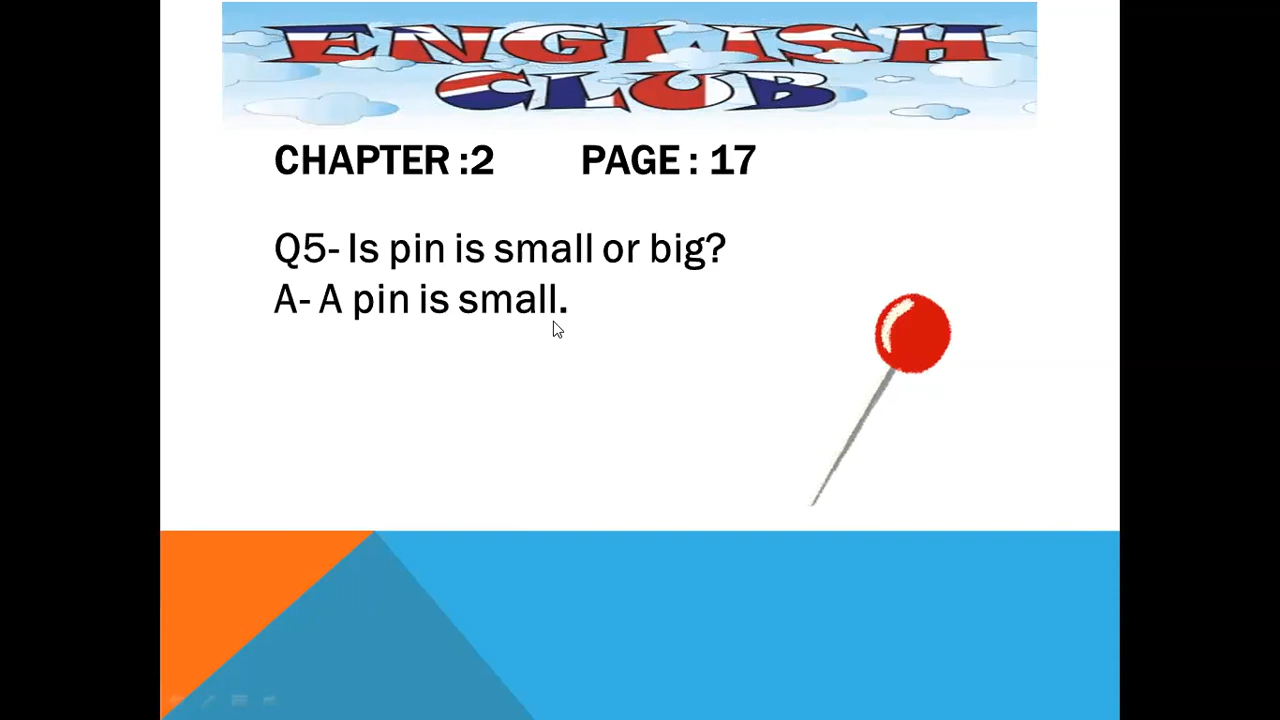 ENGLISH
CLUB
CHAPTER :2 PAGE : 17
Q5- Is pin is small or big?
A- A pin is small.